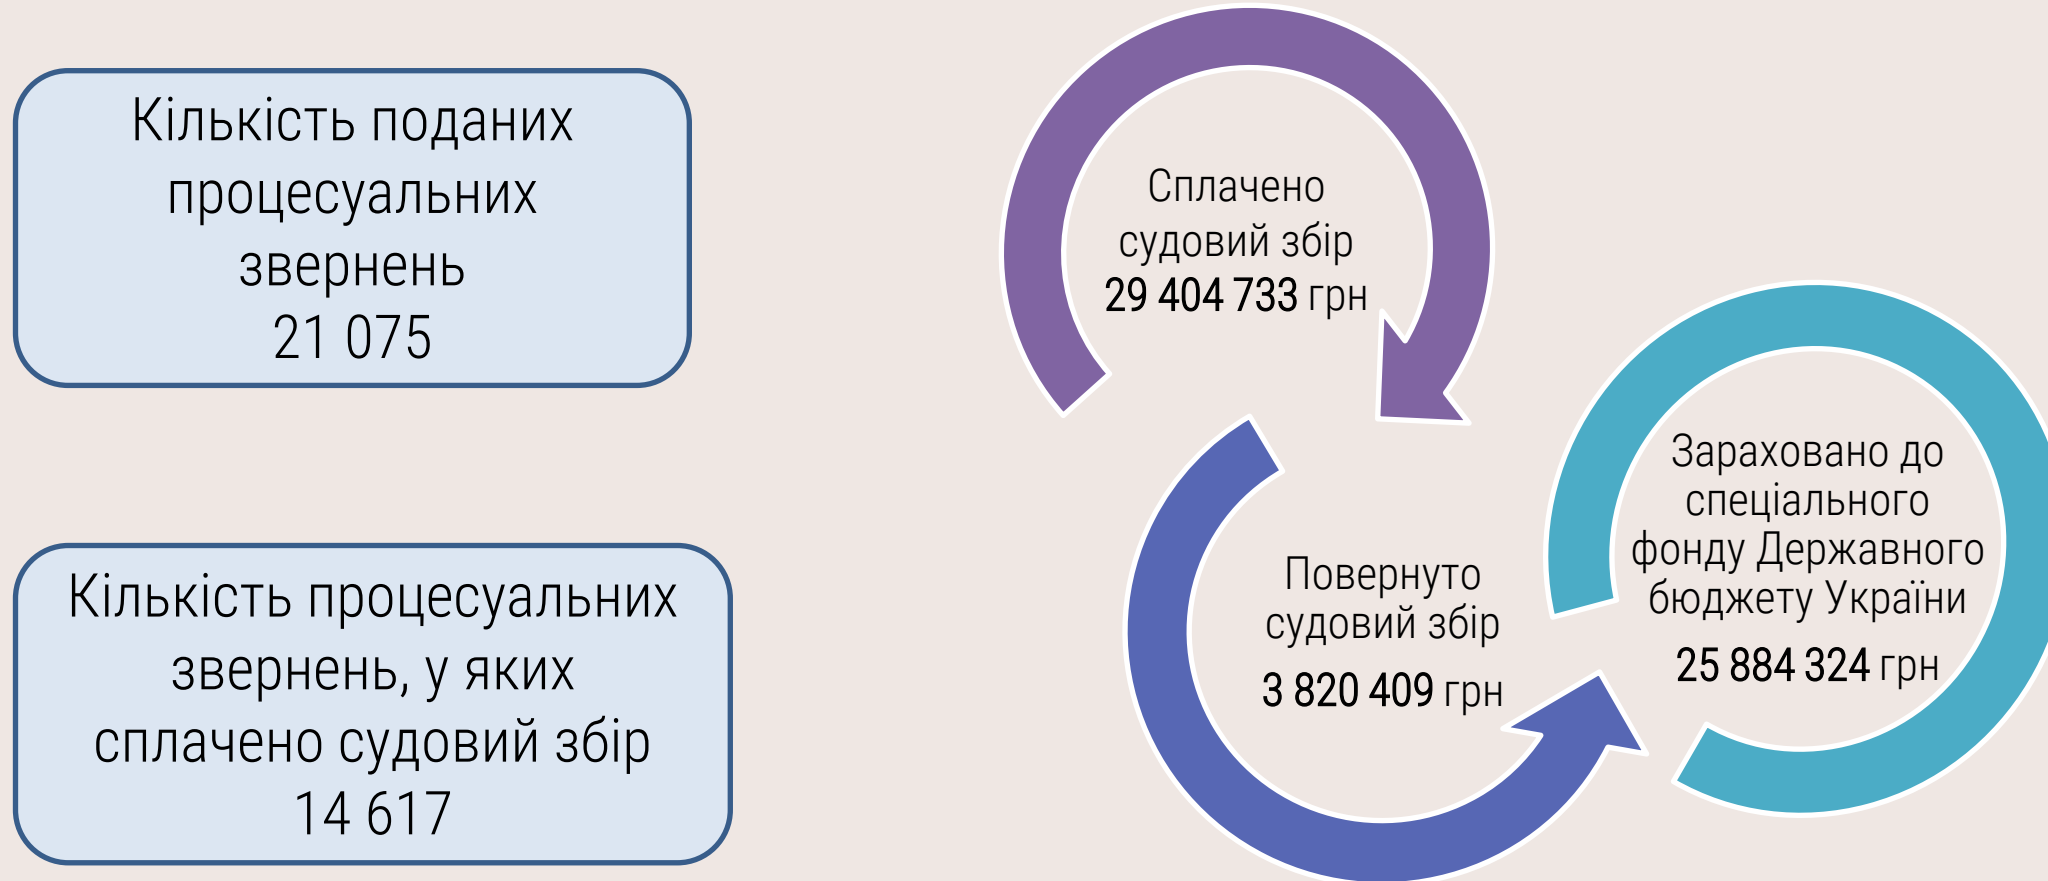 Кількість поданих
процесуальних
звернень
21 075
Кількість процесуальних
звернень, у яких
сплачено судовий збір
14 617
Сплачено
судовий збір
29 404 733 грн
Повернуто
судовий збір
3 820 409 грн
Зараховано до
спеціального
фонду Державного
бюджету України
25 884 324 грн